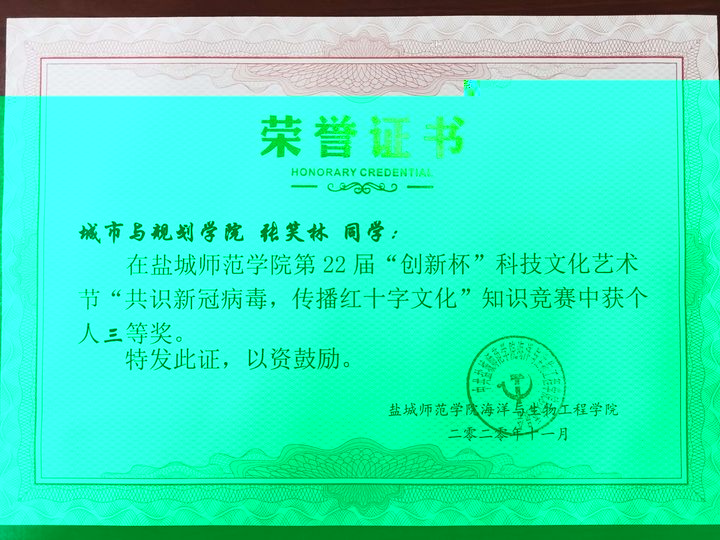 荣誉证书
HONORARY CREDENTIAL
城市与规划学院 张笑林 同学：
在盐城师范学院第 22 届“创新杯”科技文化艺术
节“共识新冠病毒，传播红十字文化”知识竞赛中获个
人三等奖。
特发此证，以资鼓励。
盐城师范学院海洋与生物工程学院
二零二零年十一月